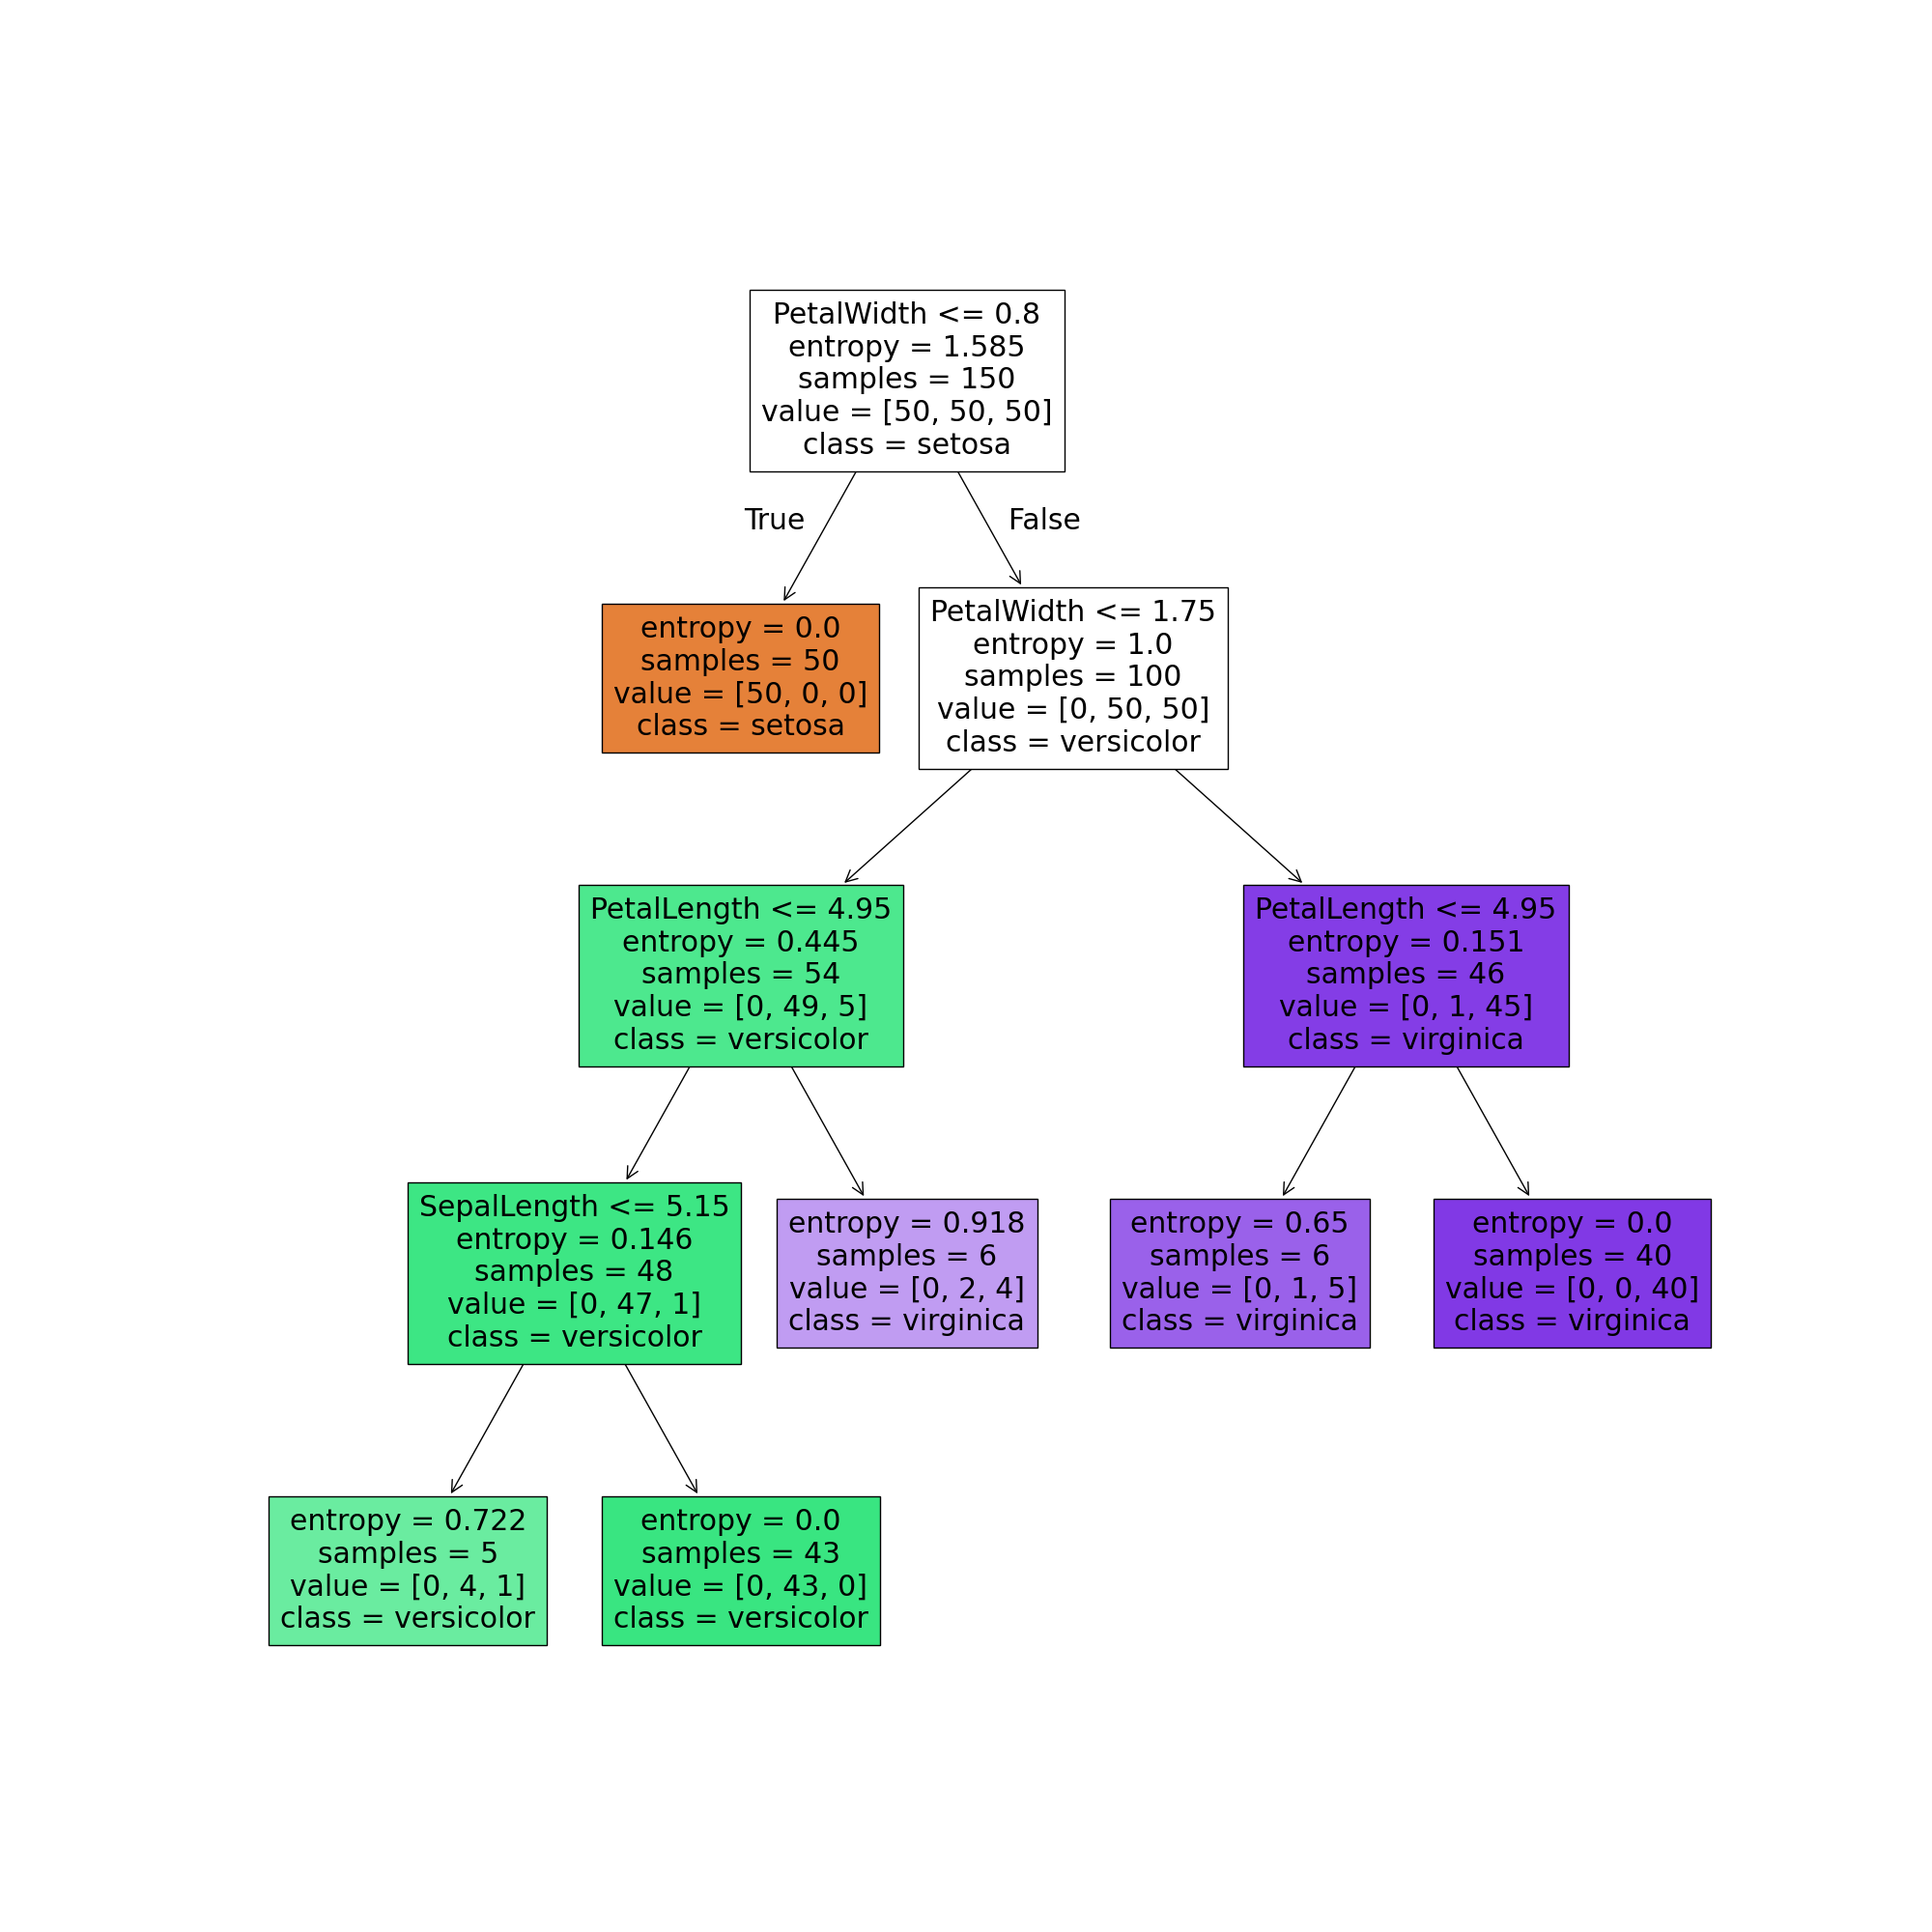 PetalWidth <= 0.8
entropy = 1.585
samples = 150
value = [50, 50, 50]
class = setosa
True
False
entropy = 0.0
samples = 50
value = [50, 0, 0]
class = setosa
PetalWidth <= 1.75
entropy = 1.0
samples = 100
value = [0, 50, 50]
class = versicolor
PetalLength <= 4.95
entropy = 0.445
samples = 54
value = [0, 49, 5]
class = versicolor
PetalLength <= 4.95
entropy = 0.151
samples = 46
value = [0, 1, 45]
class = virginica
SepalLength <= 5.15
entropy = 0.146
samples = 48
value = [0, 47, 1]
class = versicolor
entropy = 0.918
samples = 6
value = [0, 2, 4]
class = virginica
entropy = 0.65
samples = 6
value = [0, 1, 5]
class = virginica
entropy = 0.0
samples = 40
value = [0, 0, 40]
class = virginica
entropy = 0.722
samples = 5
value = [0, 4, 1]
class = versicolor
entropy = 0.0
samples = 43
value = [0, 43, 0]
class = versicolor